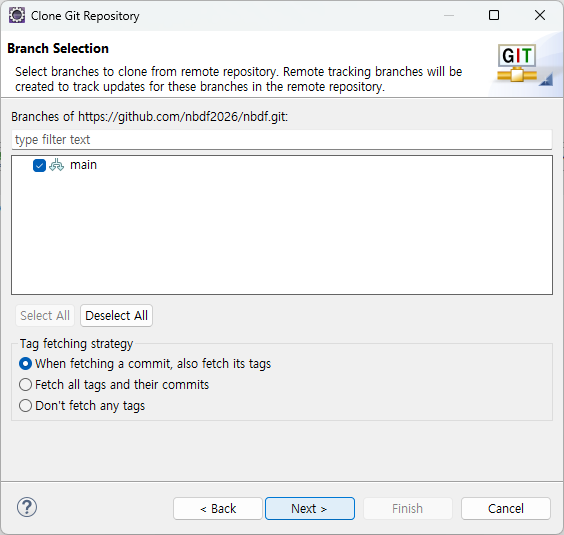 Clone Git Repository
Branch Selection
GIT
Select branches to clone from remote repository. Remote tracking branches will be
created to track updates for these branches in the remote repository.
Branches of https://github.com/nbdf2026/nbdf.git:
type filter text
main
Select All
Deselect All
Tag fetching strategy
When fetching a commit, also fetch its tags
Fetch all tags and their commits
Don't fetch any tags
?
< Back
Next >
Finish
Cancel